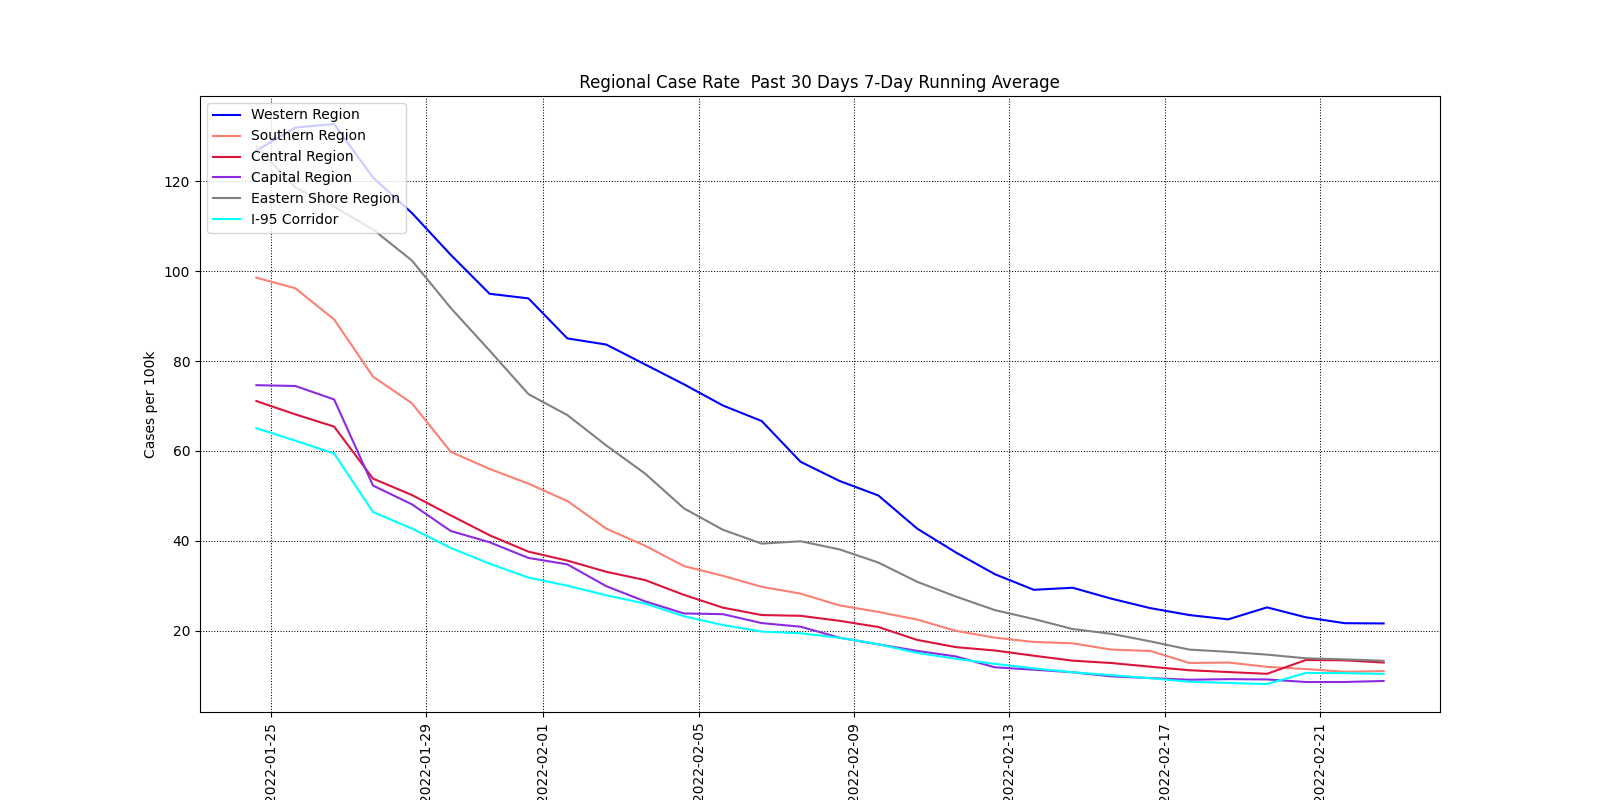 Regional Case Rate  Past 30 Days 7-Day Running Average
Western Region
Southern Region
Central Region
Capital Region
Eastern Shore Region
I-95 Corridor
Cases per 100k
120
100
80
60
40
20
2022-01-25
2022-01-29
2022-02-01
2022-02-05
2022-02-09
2022-02-13
2022-02-17
2022-02-21